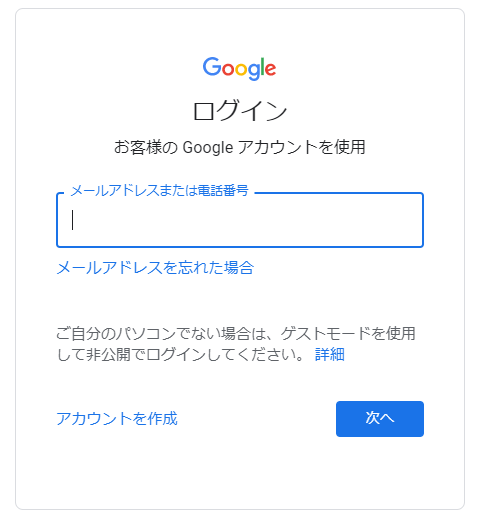 Google
ログイン
お客様の Google アカウントを使用
メールアドレスまたは電話番号
メールアドレスを忘れた場合
ご自分のパソコンでない場合は、ゲストモードを使用
して非公開でログインしてください。 詳細
アカウントを作成
次へ